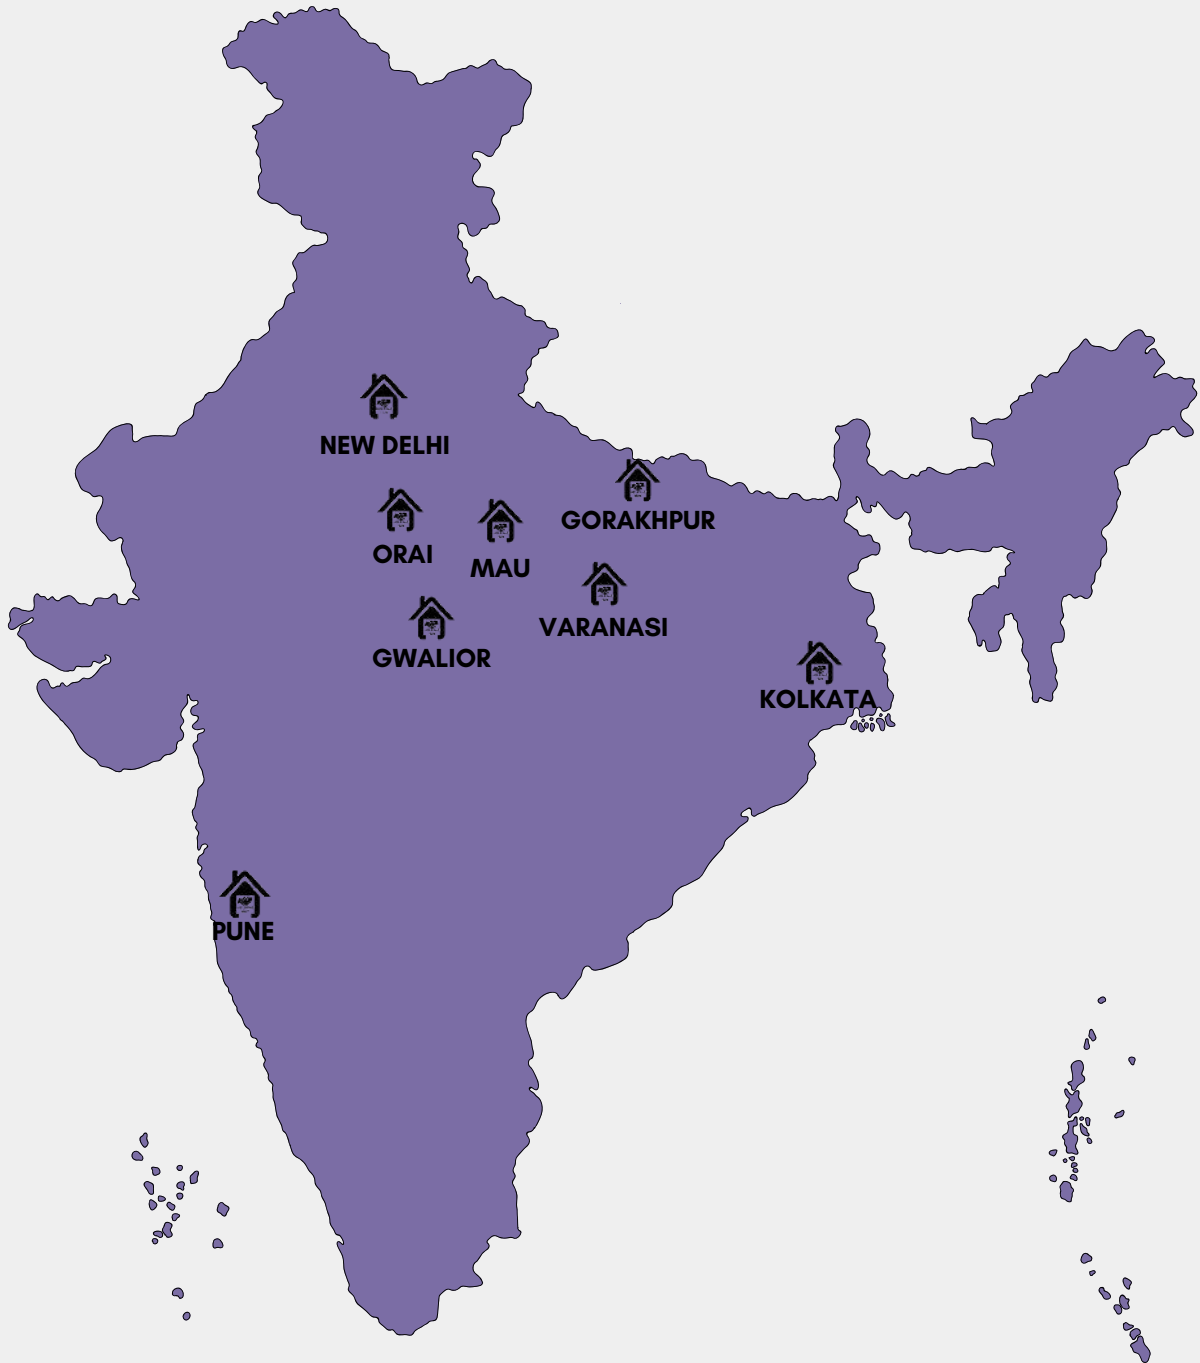 NEW DELHI
GORAKHPUR
ORAI
MAU
VARANASI
GWALIOR
KOLKATA
PUNE